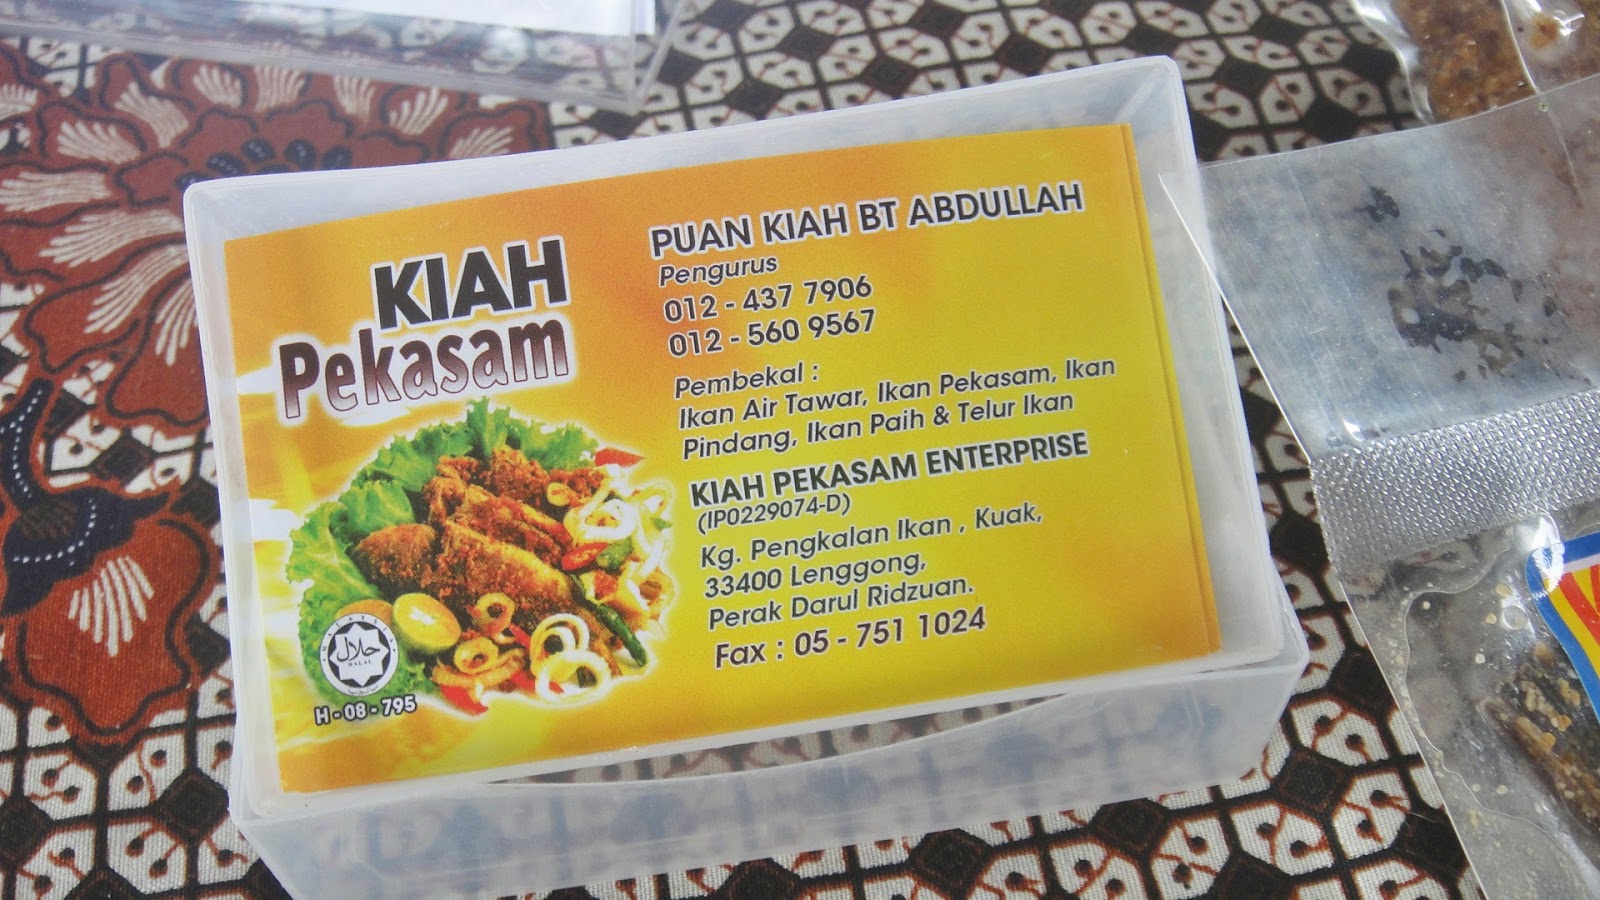 KIAH
Pekasam
PUAN KIAH BT ABDULLAH
Pengurus
012 - 437 7906
012 - 560 9567
Pembekal :
Ikan Air Tawar, Ikan Pekasam, Ikan
Pindang, Ikan Paih & Telur Ikan
KIAH PEKASAM ENTERPRISE
(IP0229074-D)
Kg. Pengkalan Ikan , Kuak,
33400 Lenggong,
Perak Darul Ridzuan.
Fax : 05 - 751 1024
MALAYSIA
حلال
HALAL
H - 08 - 795